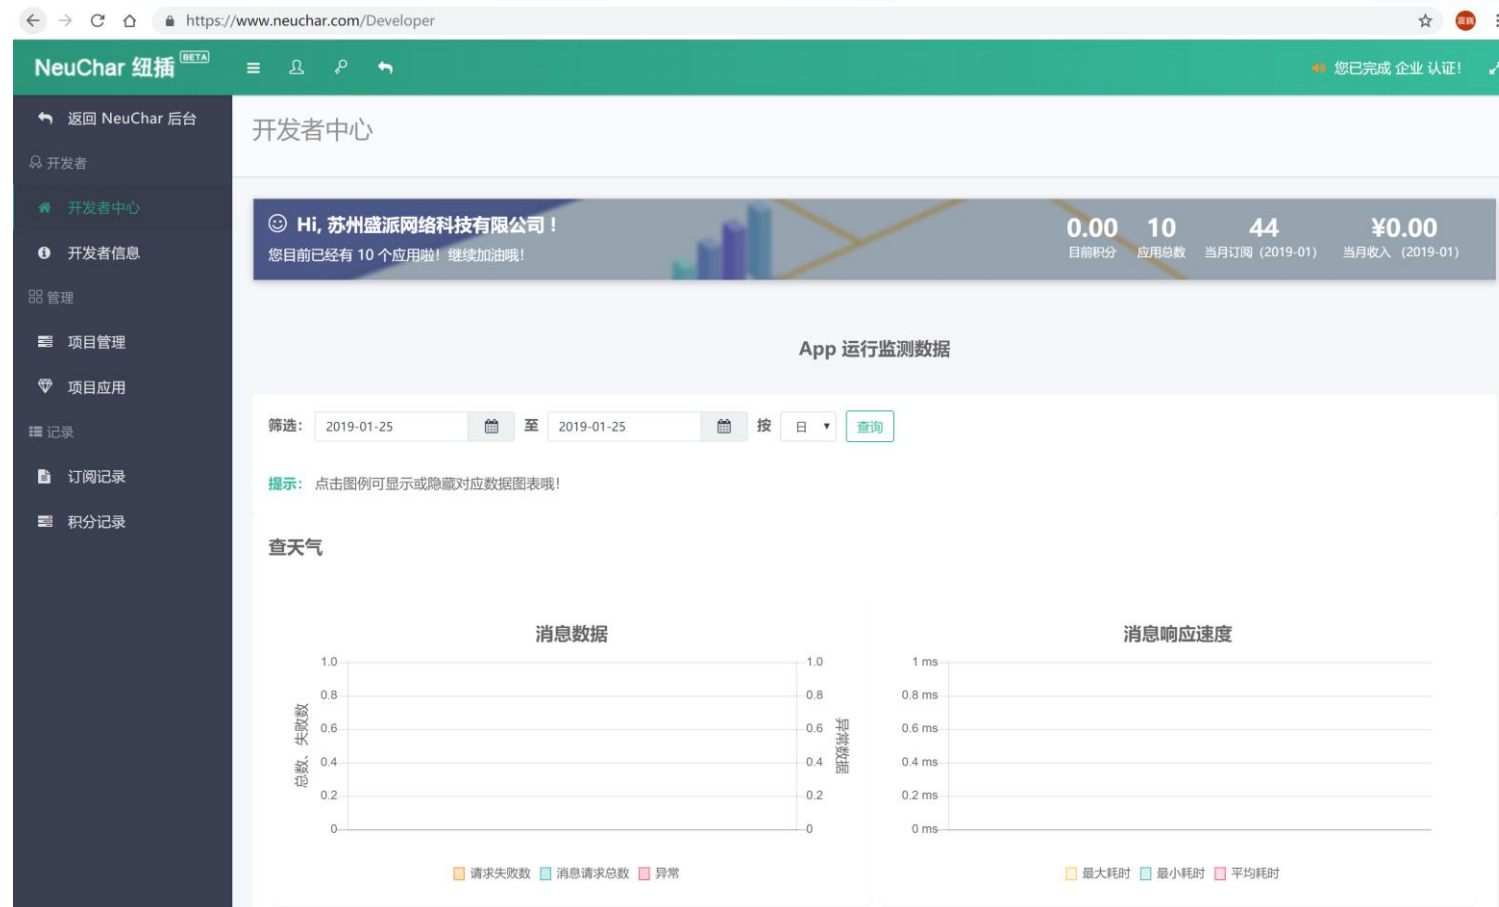 https://www.neuchar.com/Developer
NeuChar 纽插 BETA
您已完成 企业 认证!
返回 NeuChar 后台
开发者
开发者中心
开发者信息
管理
项目管理
项目应用
记录
订阅记录
积分记录
开发者中心
Hi, 苏州盛派网络科技有限公司!
您目前已经有 10 个应用啦!继续加油哦!
0.00 10 44 ¥0.00
目前积分 应用总数 当月订阅 (2019-01) 当月收入 (2019-01)
App 运行监测数据
筛选: 2019-01-25 至 2019-01-25 按 日 查询
提示: 点击图例可显示或隐藏对应数据图表哦!
查天气
消息数据
总数、失败数
1.0
0.8
0.6
0.4
0.2
0
1.0
0.8
0.6
0.4
0.2
0
异常数据
请求失败数 消息请求总数 异常
消息响应速度
1 ms
0.8 ms
0.6 ms
0.4 ms
0.2 ms
0 ms
最大耗时 最小耗时 平均耗时